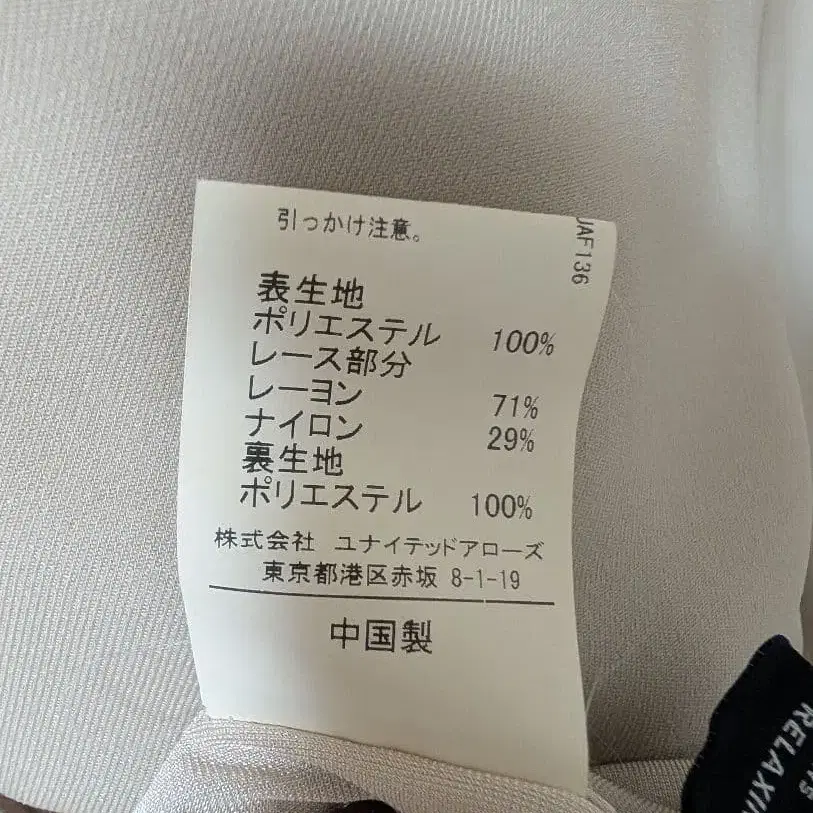 引っかけ注意。
UAF136
表生地
ポリエステル 100%
レース部分
レーヨン 71%
ナイロン 29%
裏生地
ポリエステル 100%
株式会社 ユナイテッドアローズ
東京都港区赤坂 8-1-19
中国製